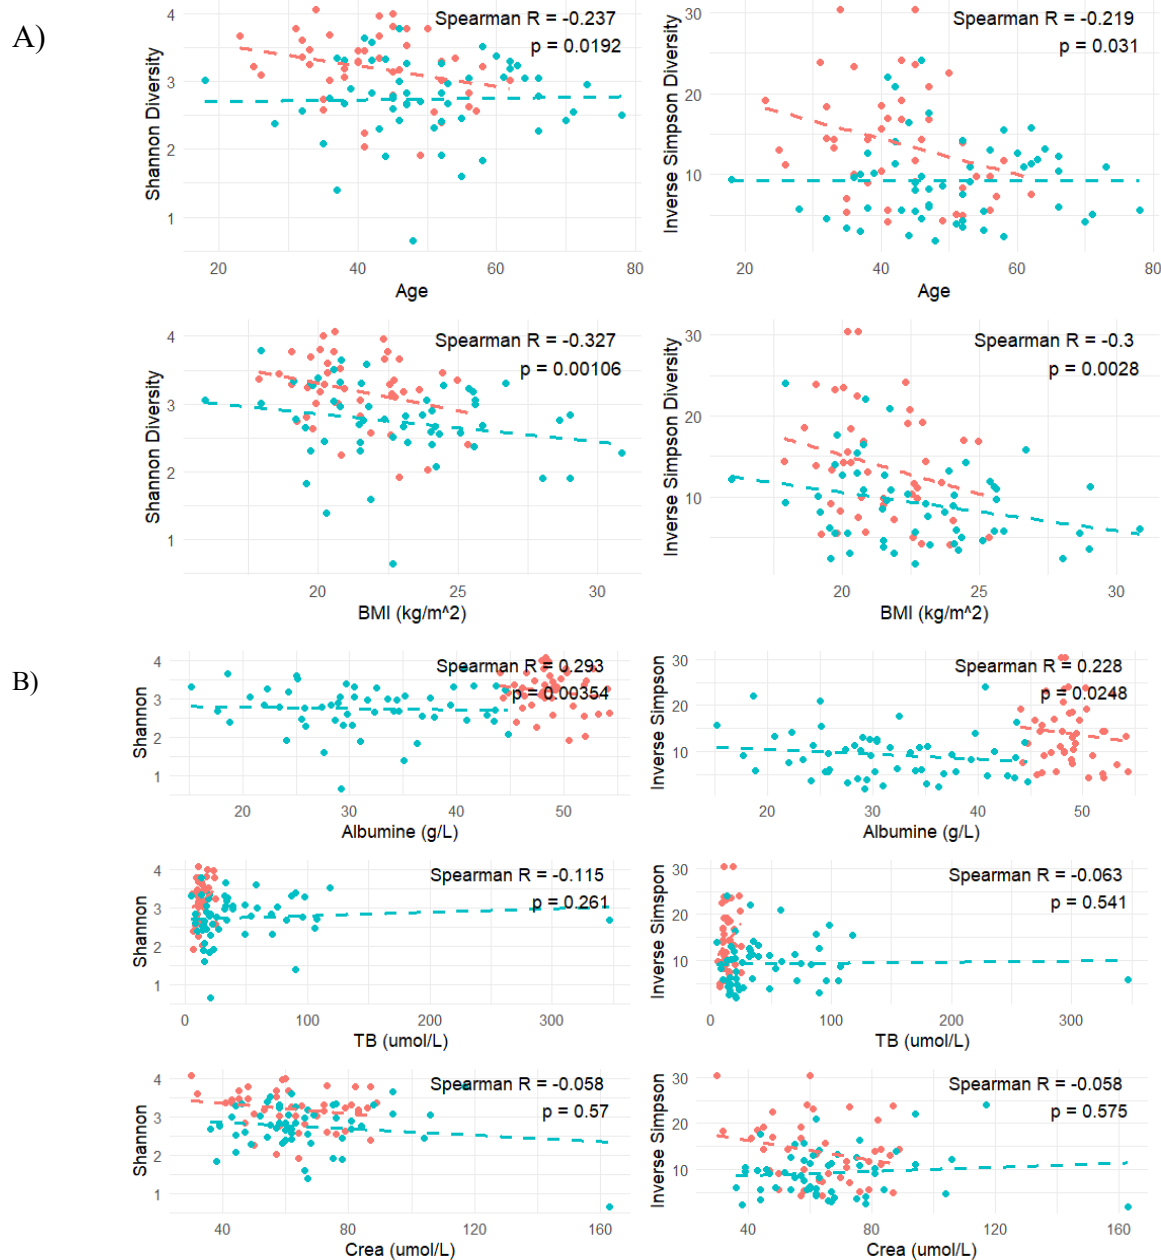 A)
Shannon Diversity
4
3
2
1
Spearman R = -0.237
p = 0.0192
20 40 60 80
Age
Inverse Simpson Diversity
30
20
10
Spearman R = -0.219
p = 0.031
20 40 60 80
Age
Shannon Diversity
4
3
2
1
Spearman R = -0.327
p = 0.00106
20 25 30
BMI (kg/m^2)
Inverse Simpson Diversity
30
20
10
Spearman R = -0.3
p = 0.0028
20 25 30
BMI (kg/m^2)
B)
Shannon
4
3
2
1
Spearman R = 0.293
p = 0.00354
20 30 40 50
Albumine (g/L)
Inverse Simpson
30
20
10
Spearman R = 0.228
p = 0.0248
20 30 40 50
Albumine (g/L)
Shannon
4
3
2
1
Spearman R = -0.115
p = 0.261
0 100 200 300
TB (umol/L)
Inverse Simspon
30
20
10
Spearman R = -0.063
p = 0.541
0 100 200 300
TB (umol/L)
Shannon
4
3
2
1
Spearman R = -0.058
p = 0.57
40 80 120 160
Crea (umol/L)
Inverse Simpson
30
20
10
Spearman R = -0.058
p = 0.575
40 80 120 160
Crea (umol/L)